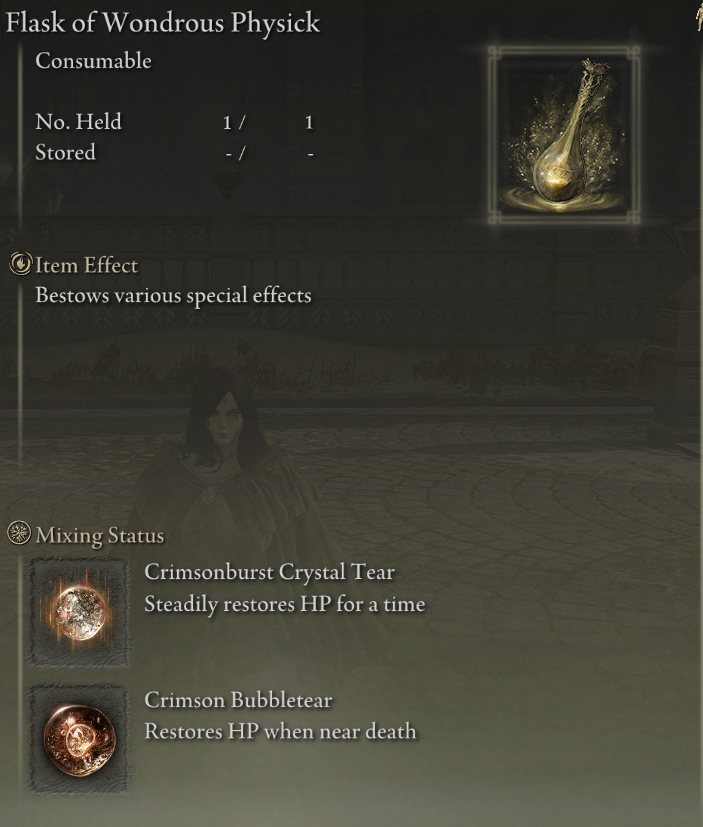 Flask of Wondrous Physick
Consumable
No. Held 1 / 1
Stored - / -
Item Effect
Bestows various special effects
Mixing Status
Crimsonburst Crystal Tear
Steadily restores HP for a time
Crimson Bubbletear
Restores HP when near death